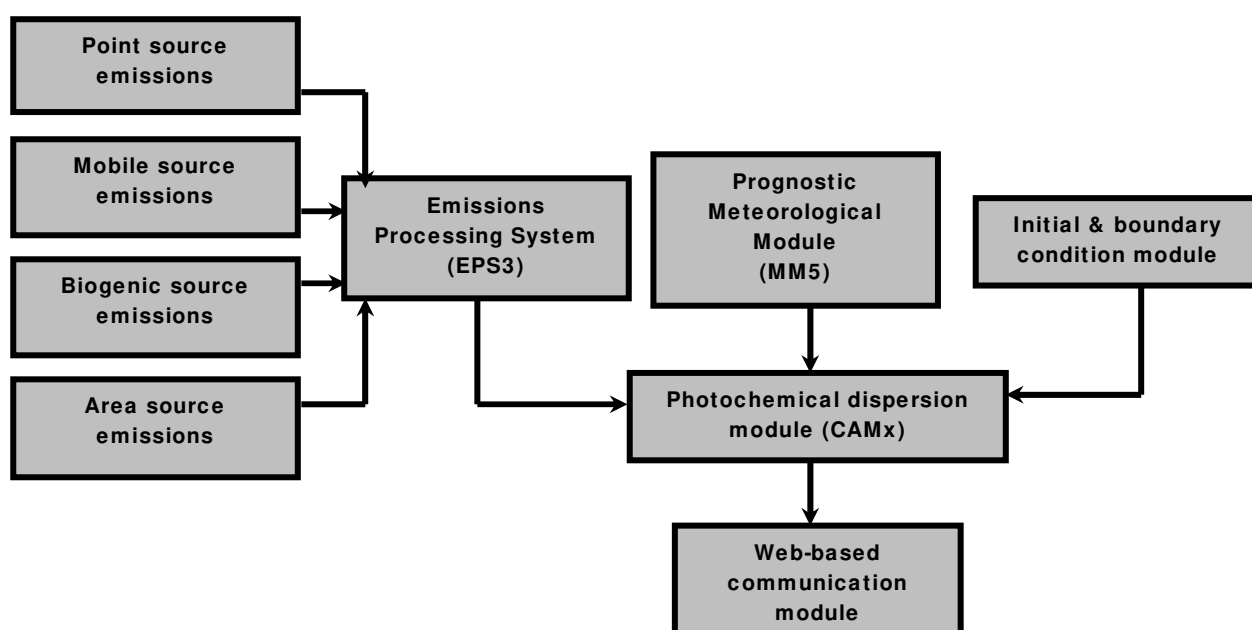 Point source
emissions
Mobile source
emissions
Biogenic source
emissions
Area source
emissions
Emissions
Processing System
(EPS3)
Prognostic
Meteorological
Module
(MM5)
Initial & boundary
condition module
Photochemical dispersion
module (CAMx)
Web-based
communication
module